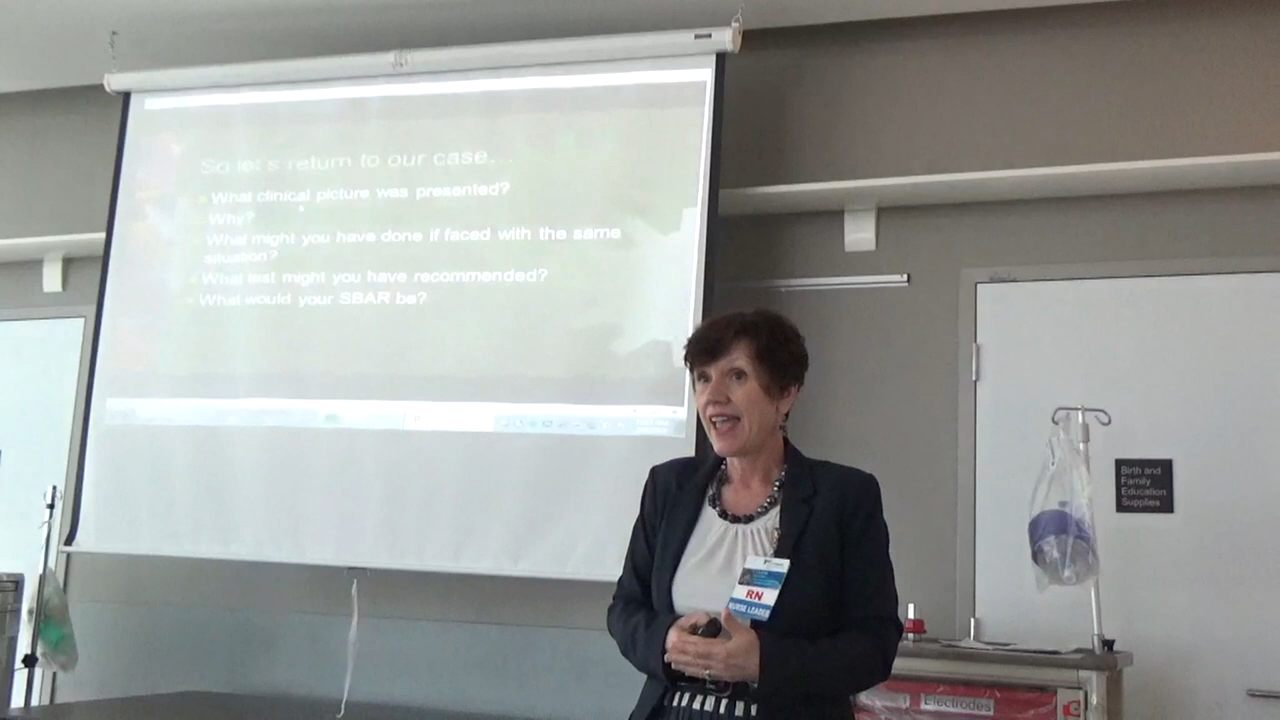 So let's return to our case...
What clinical picture was presented?
Why?
What might you have done if faced with the same
situation?
What last might you have recommended?
What would your SBAR be?
Birth and
Family
Education
Supplies
RN
NURSE LEADER
Electrodes